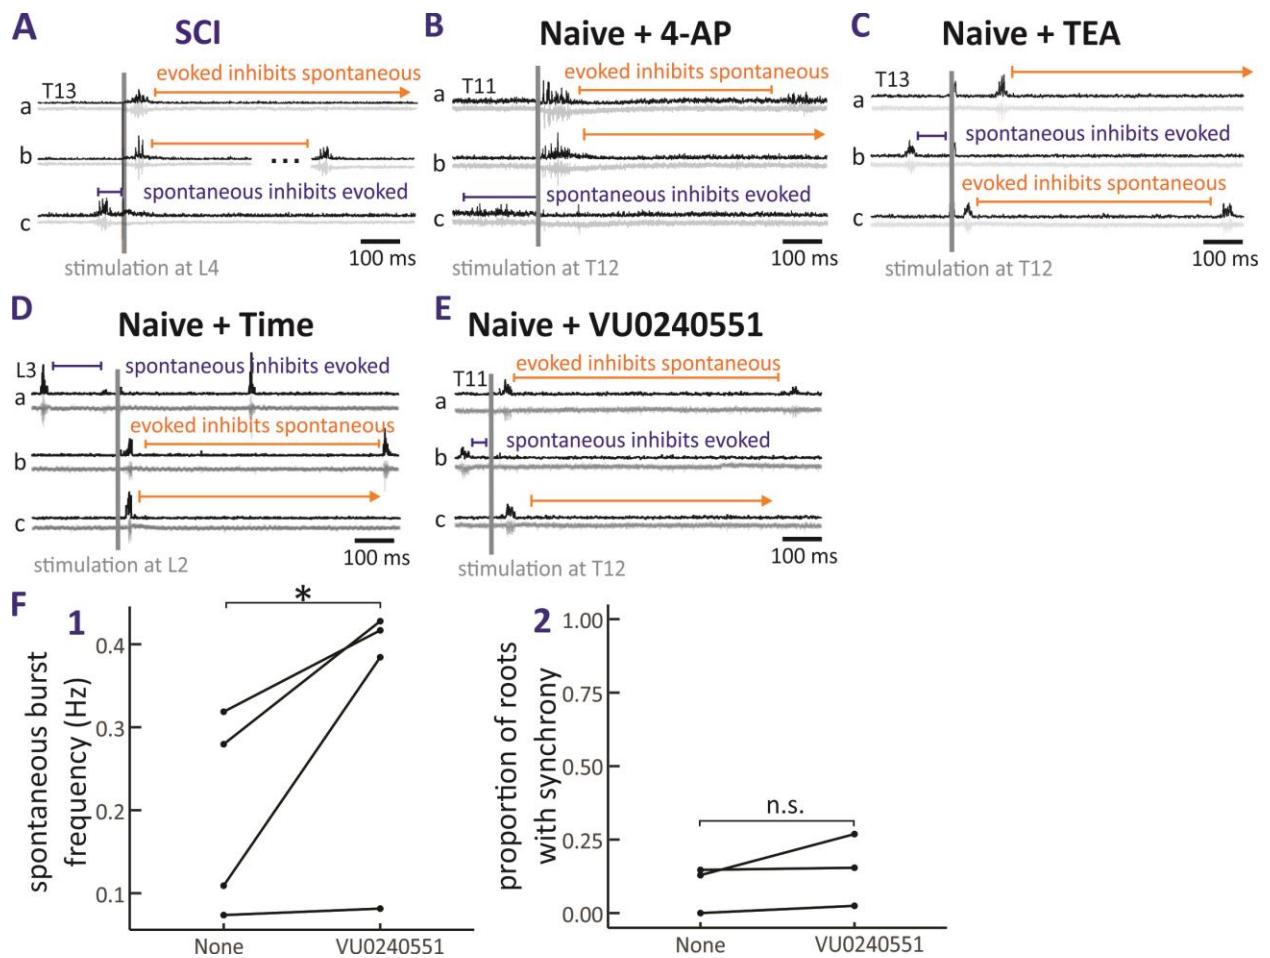 A
SCI
T13
evoked inhibits spontaneous
a
b
...
spontaneous inhibits evoked
c
stimulation at L4
100 ms
B
Naive + 4-AP
T11
evoked inhibits spontaneous
a
b
spontaneous inhibits evoked
c
stimulation at T12
100 ms
C
Naive + TEA
T13
a
spontaneous inhibits evoked
b
evoked inhibits spontaneous
c
stimulation at T12
100 ms
D
Naive + Time
L3
spontaneous inhibits evoked
a
evoked inhibits spontaneous
b
c
stimulation at L2
100 ms
E
Naive + VU0240551
T11
evoked inhibits spontaneous
a
spontaneous inhibits evoked
b
c
stimulation at T12
100 ms
F
1
*
spontaneous burst
frequency (Hz)
0.4
0.3
0.2
0.1
None
VU0240551
2
proportion of roots
with synchrony
1.00
0.75
0.50
0.25
0.00
n.s.
None
VU0240551